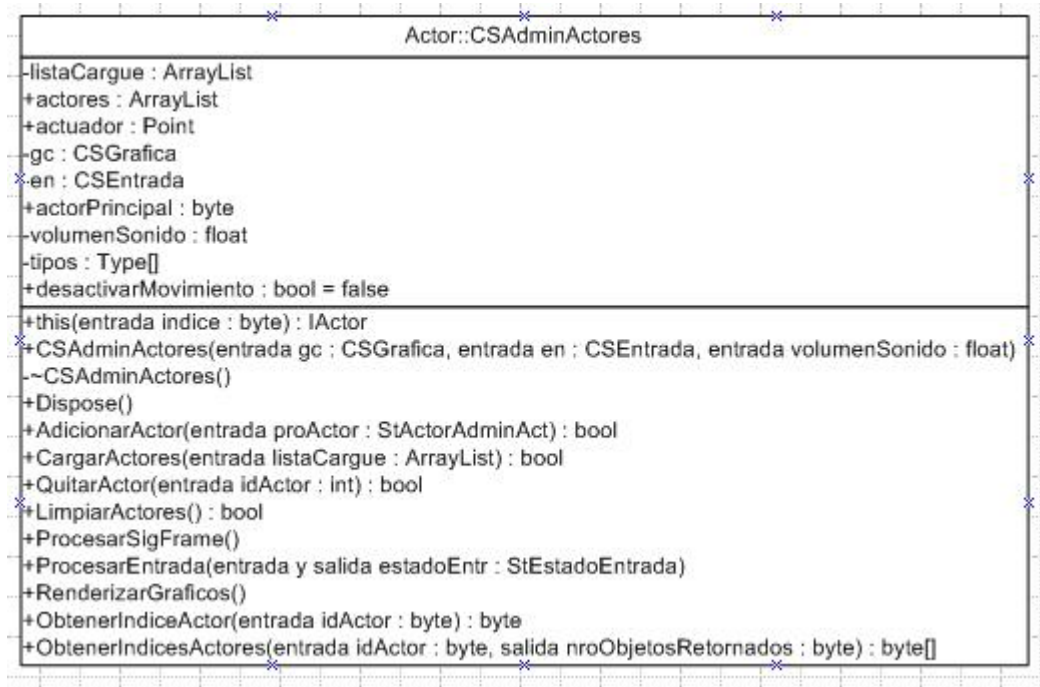 Actor::CSAdminActores
-listaCargue : ArrayList
+actores : ArrayList
+actuador : Point
-gc : CSGrafica
-en : CSEntrada
+actorPrincipal : byte
-volumenSonido : float
-tipos : Type[]
+desactivarMovimiento : bool = false
+this(entrada indice : byte) : IActor
+CSAdminActores(entrada gc : CSGrafica, entrada en : CSEntrada, entrada volumenSonido : float)
-~CSAdminActores()
+Dispose()
+AdicionarActor(entrada proActor : StActorAdminAct) : bool
+CargarActores(entrada listaCargue : ArrayList) : bool
+QuitarActor(entrada idActor : int) : bool
+LimpiarActores() : bool
+ProcesarSigFrame()
+ProcesarEntrada(entrada y salida estadoEntr : StEstadoEntrada)
+RenderizarGraficos()
+ObtenerIndiceActor(entrada idActor : byte) : byte
+ObtenerIndicesActores(entrada idActor : byte, salida nroObjetosRetornados : byte) : byte[]